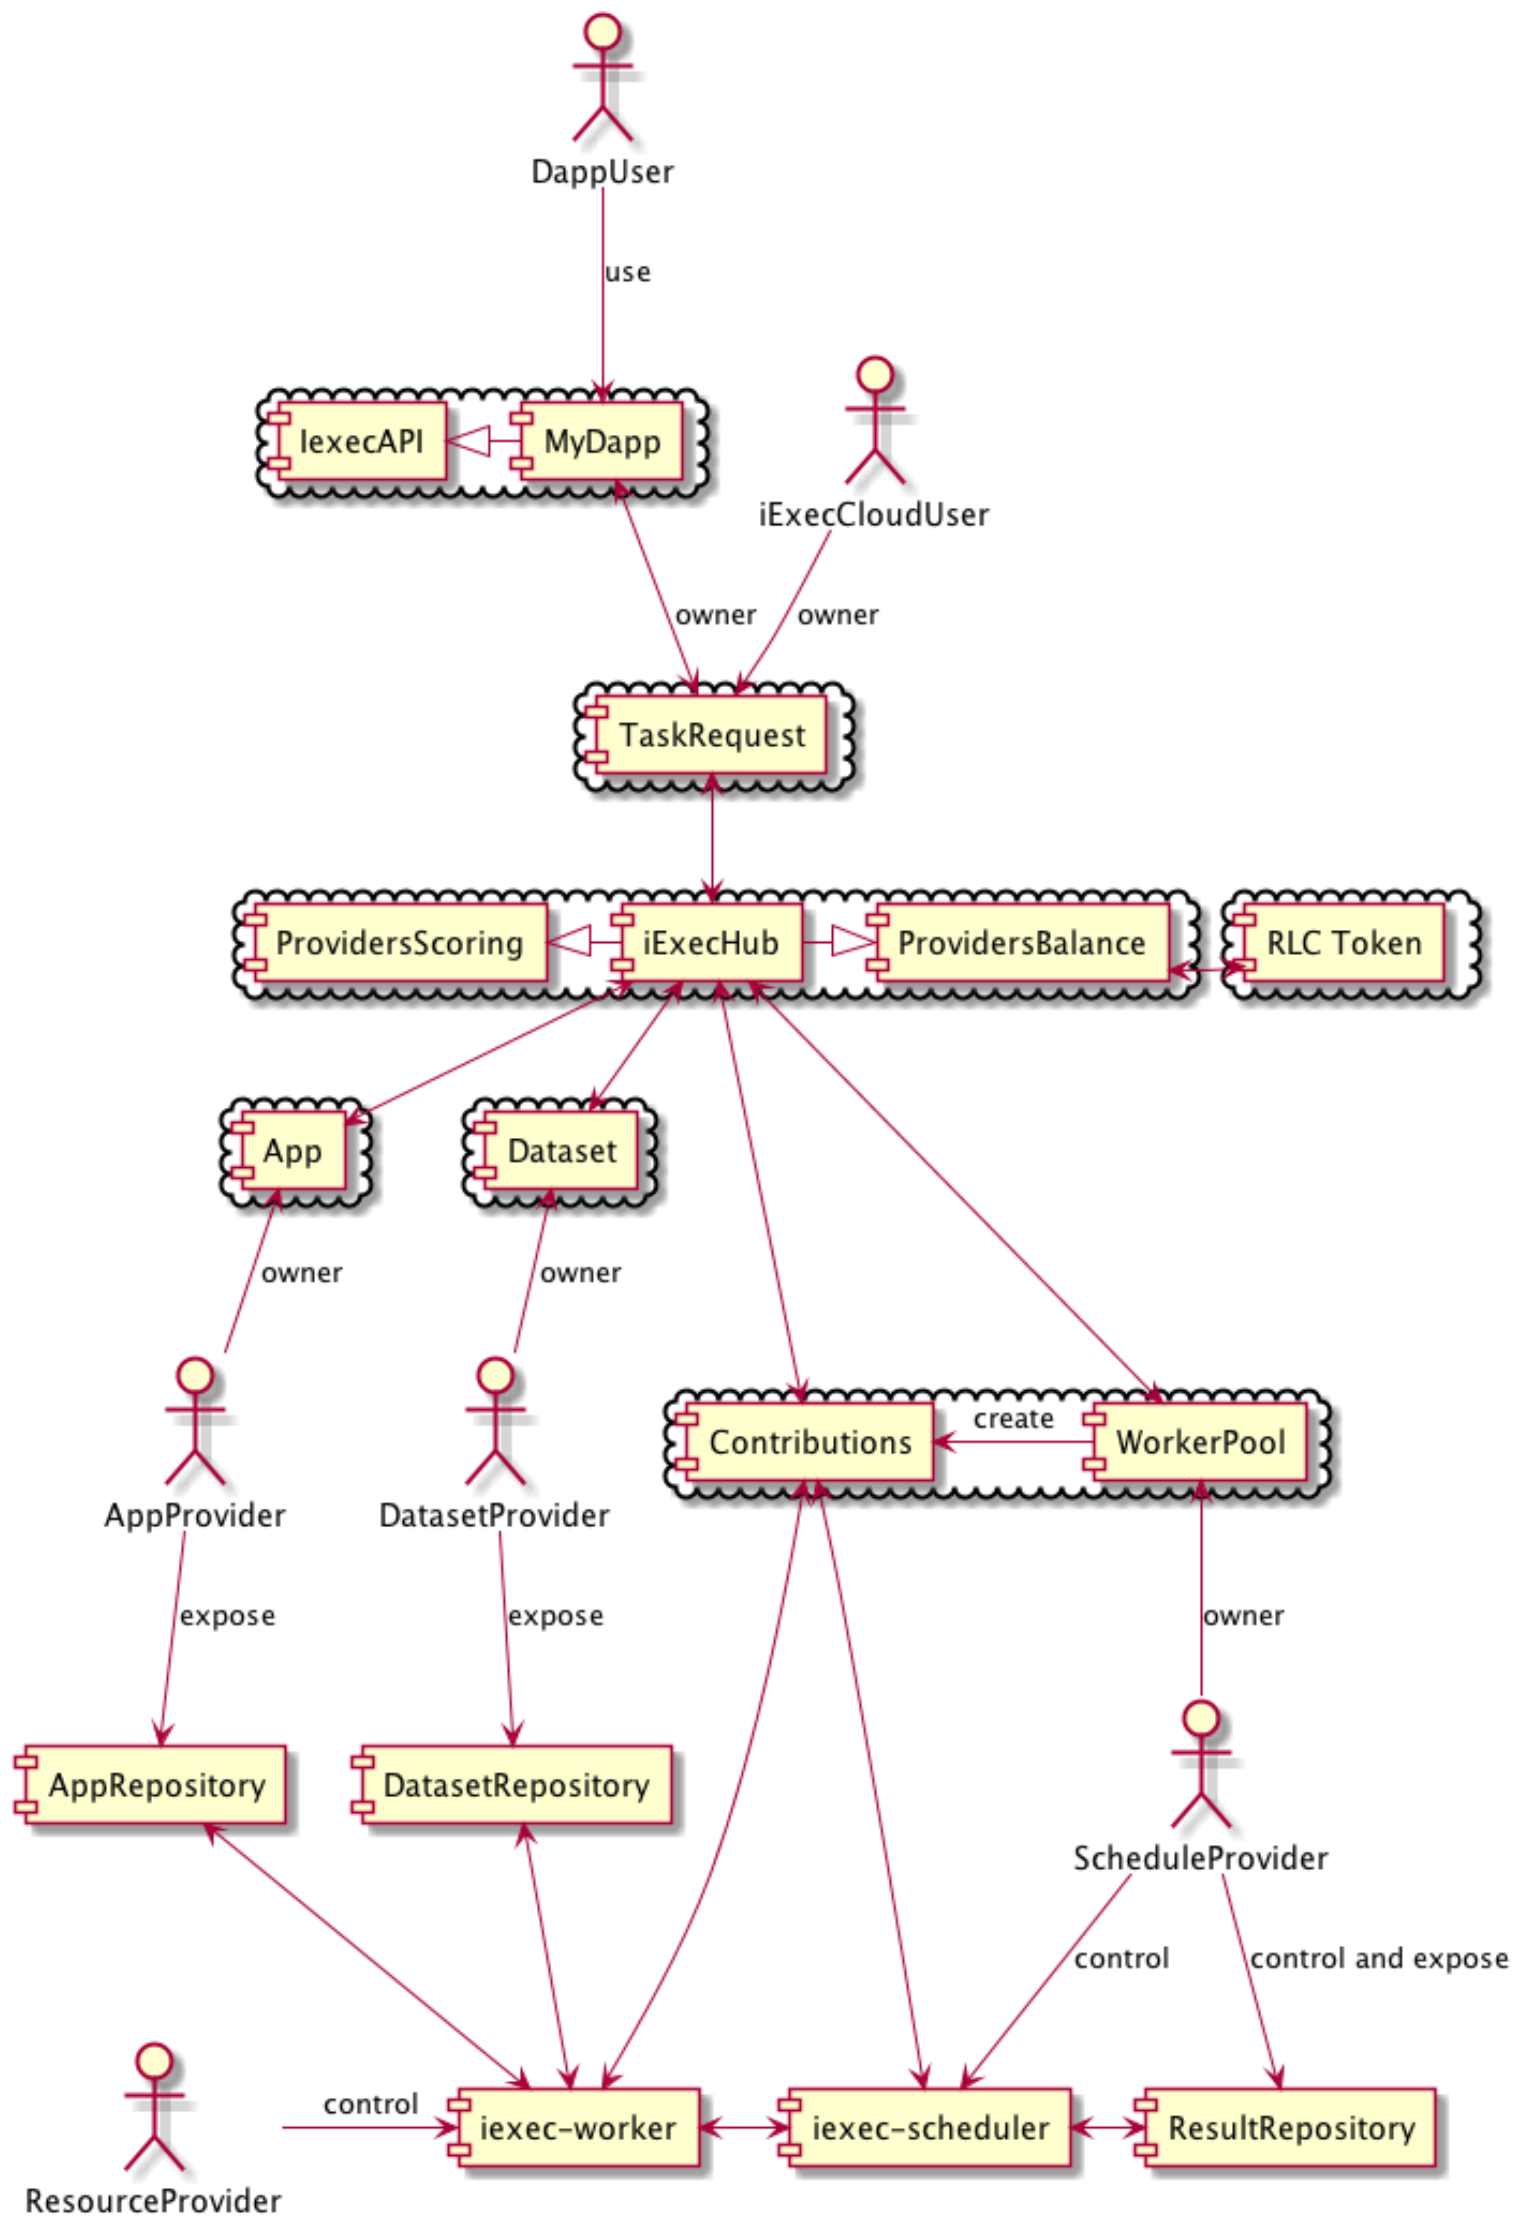 DappUser
use
IexecAPI
MyDapp
iExecCloudUser
owner
owner
TaskRequest
ProvidersScoring
iExecHub
ProvidersBalance
RLC Token
App
Dataset
owner
owner
create
Contributions
WorkerPool
AppProvider
DatasetProvider
expose
expose
owner
AppRepository
DatasetRepository
ScheduleProvider
control
control and expose
control
iexec-worker
iexec-scheduler
ResultRepository
ResourceProvider